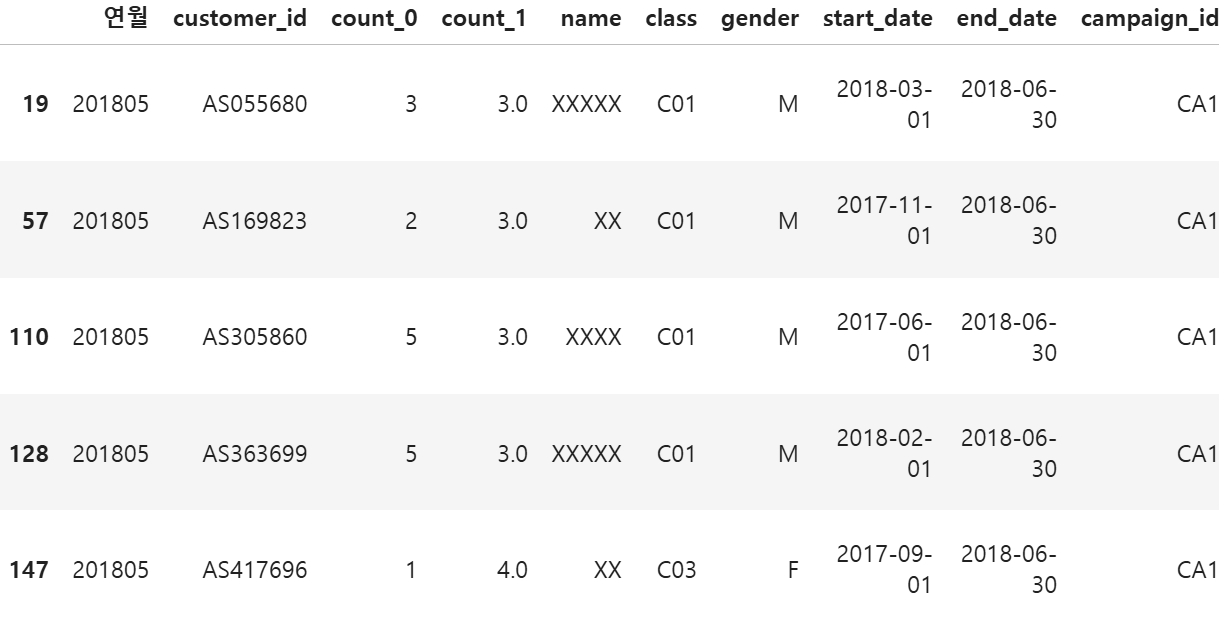 연월 customer_id count_0 count_1 name class gender start_date end_date campaign_id
19 201805 AS055680 3 3.0 XXXXX C01 M 2018-03-01 2018-06-30 CA1
57 201805 AS169823 2 3.0 XX C01 M 2017-11-01 2018-06-30 CA1
110 201805 AS305860 5 3.0 XXXX C01 M 2017-06-01 2018-06-30 CA1
128 201805 AS363699 5 3.0 XXXXX C01 M 2018-02-01 2018-06-30 CA1
147 201805 AS417696 1 4.0 XX C03 F 2017-09-01 2018-06-30 CA1